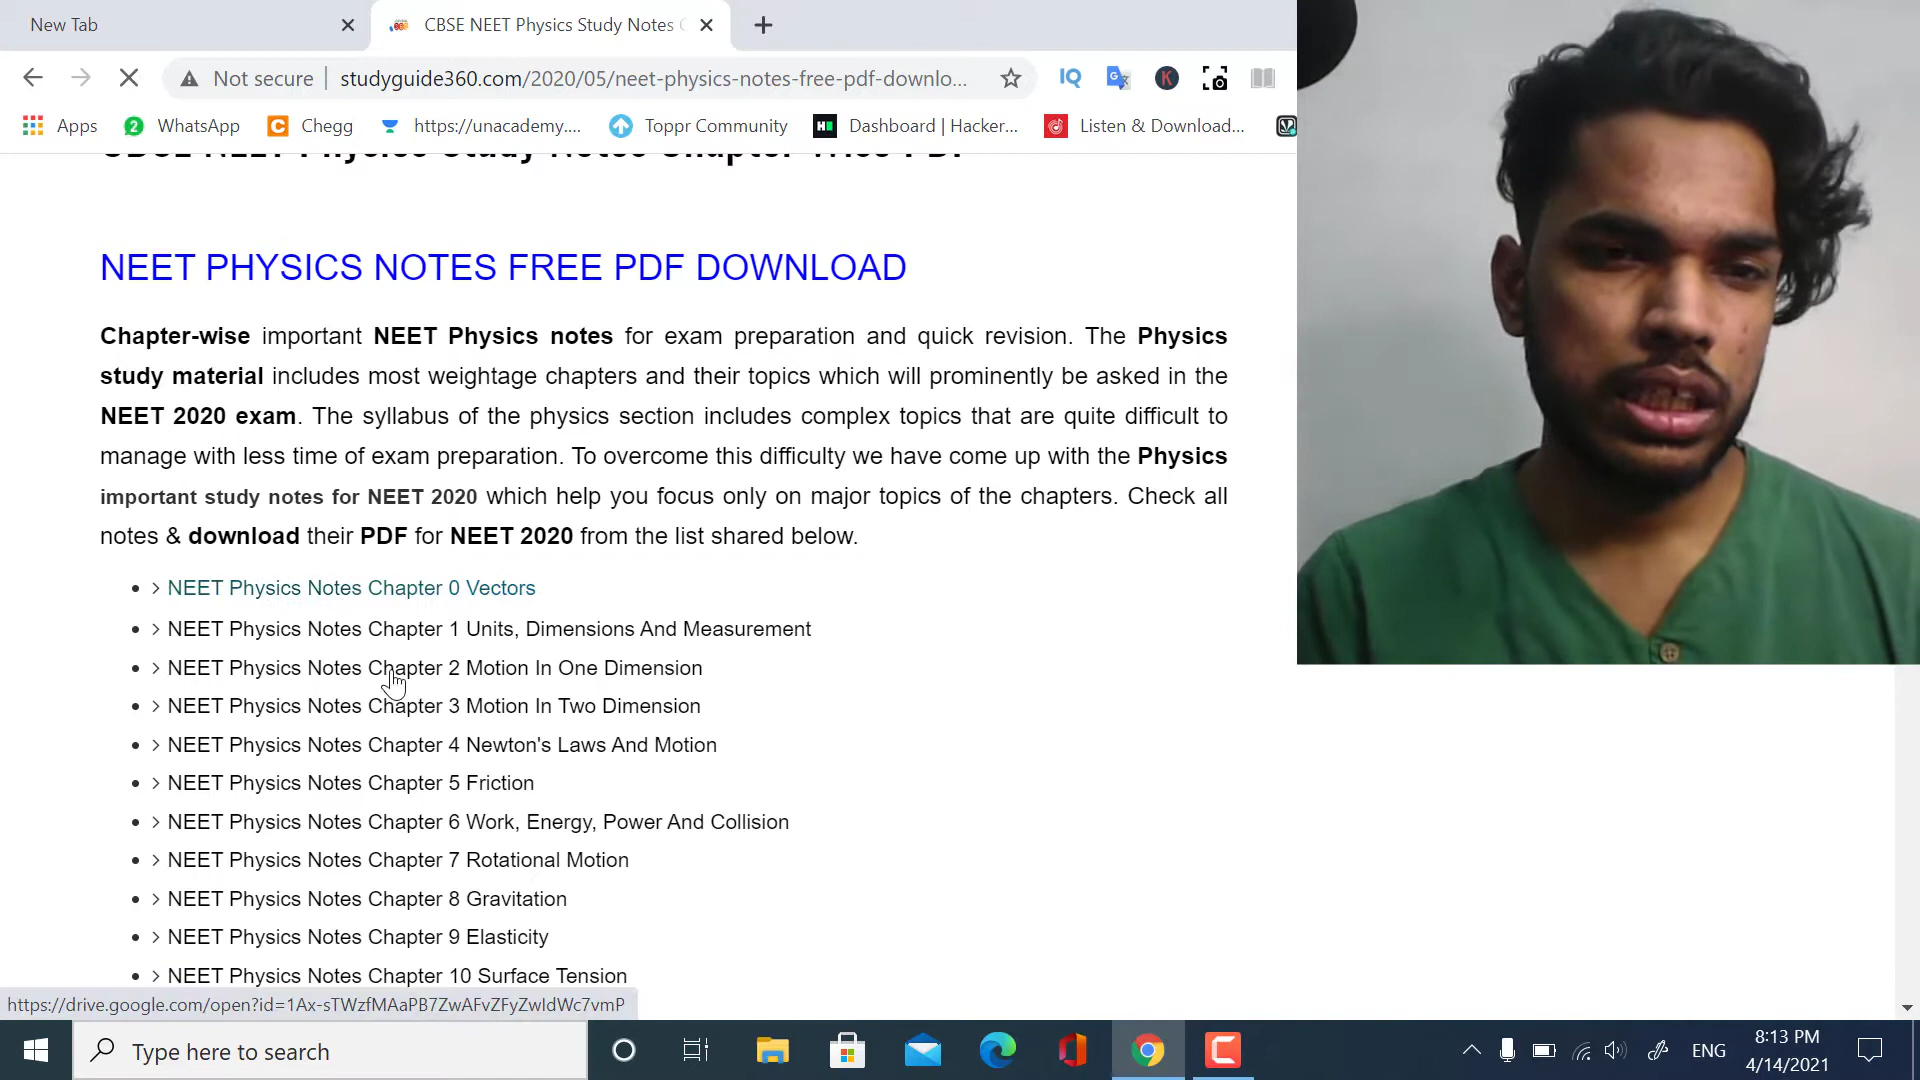 New Tab
CBSE NEET Physics Study Notes
Not secure
studyguide360.com/2020/05/neet-physics-notes-free-pdf-downlo...
IQ
K
Apps
WhatsApp
Chegg
https://unacademy....
Toppr Community
Dashboard | Hacker...
Listen & Download...
CBSE NEET Physics Study Notes Chapter Wise PDF
NEET PHYSICS NOTES FREE PDF DOWNLOAD
Chapter-wise important NEET Physics notes for exam preparation and quick revision. The Physics
study material includes most weightage chapters and their topics which will prominently be asked in the
NEET 2020 exam. The syllabus of the physics section includes complex topics that are quite difficult to
manage with less time of exam preparation. To overcome this difficulty we have come up with the Physics
important study notes for NEET 2020 which help you focus only on major topics of the chapters. Check all
notes & download their PDF for NEET 2020 from the list shared below.
> NEET Physics Notes Chapter 0 Vectors
> NEET Physics Notes Chapter 1 Units, Dimensions And Measurement
> NEET Physics Notes Chapter 2 Motion In One Dimension
> NEET Physics Notes Chapter 3 Motion In Two Dimension
> NEET Physics Notes Chapter 4 Newton's Laws And Motion
> NEET Physics Notes Chapter 5 Friction
> NEET Physics Notes Chapter 6 Work, Energy, Power And Collision
> NEET Physics Notes Chapter 7 Rotational Motion
> NEET Physics Notes Chapter 8 Gravitation
> NEET Physics Notes Chapter 9 Elasticity
> NEET Physics Notes Chapter 10 Surface Tension
https://drive.google.com/open?id=1Ax-sTWzfMAaPB7ZwAFvZFyZwIdWc7vmP
Type here to search
ENG
8:13 PM
4/14/2021